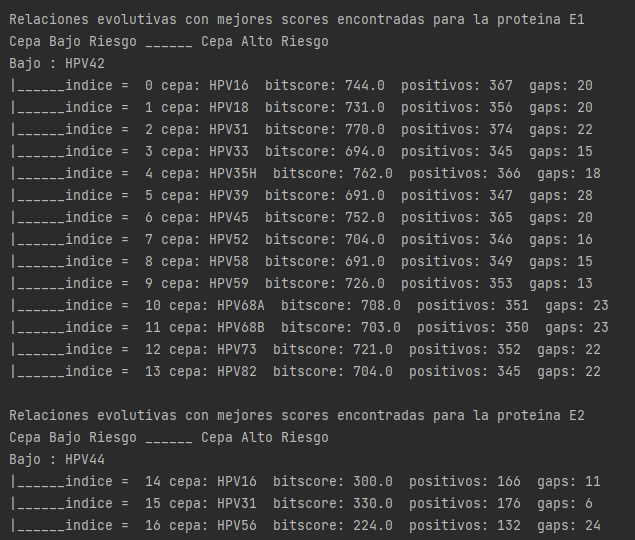 Relaciones evolutivas con mejores scores encontradas para la proteina E1
Cepa Bajo Riesgo ______ Cepa Alto Riesgo
Bajo : HPV42
|______indice =  0 cepa: HPV16  bitscore: 744.0  positivos: 367  gaps: 20
|______indice =  1 cepa: HPV18  bitscore: 731.0  positivos: 356  gaps: 20
|______indice =  2 cepa: HPV31  bitscore: 770.0  positivos: 374  gaps: 22
|______indice =  3 cepa: HPV33  bitscore: 694.0  positivos: 345  gaps: 15
|______indice =  4 cepa: HPV35H  bitscore: 762.0  positivos: 366  gaps: 18
|______indice =  5 cepa: HPV39  bitscore: 691.0  positivos: 347  gaps: 28
|______indice =  6 cepa: HPV45  bitscore: 752.0  positivos: 365  gaps: 20
|______indice =  7 cepa: HPV52  bitscore: 704.0  positivos: 346  gaps: 16
|______indice =  8 cepa: HPV58  bitscore: 691.0  positivos: 349  gaps: 15
|______indice =  9 cepa: HPV59  bitscore: 726.0  positivos: 353  gaps: 13
|______indice =  10 cepa: HPV68A  bitscore: 708.0  positivos: 351  gaps: 23
|______indice =  11 cepa: HPV68B  bitscore: 703.0  positivos: 350  gaps: 23
|______indice =  12 cepa: HPV73  bitscore: 721.0  positivos: 352  gaps: 22
|______indice =  13 cepa: HPV82  bitscore: 704.0  positivos: 345  gaps: 22
Relaciones evolutivas con mejores scores encontradas para la proteina E2
Cepa Bajo Riesgo ______ Cepa Alto Riesgo
Bajo : HPV44
|______indice =  14 cepa: HPV16  bitscore: 300.0  positivos: 166  gaps: 11
|______indice =  15 cepa: HPV31  bitscore: 330.0  positivos: 176  gaps: 6
|______indice =  16 cepa: HPV56  bitscore: 224.0  positivos: 132  gaps: 24